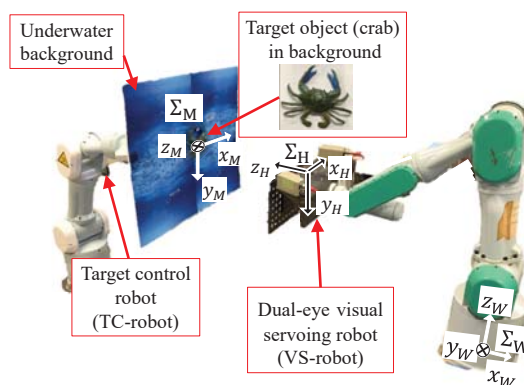 Underwater
background
Target object (crab)
in background
Σ_M
z_M
x_M
y_M
Σ_H
z_H
x_H
y_H
Target control
robot
(TC-robot)
Dual-eye visual
servoing robot
(VS-robot)
z_W
y_W
Σ_W
x_W